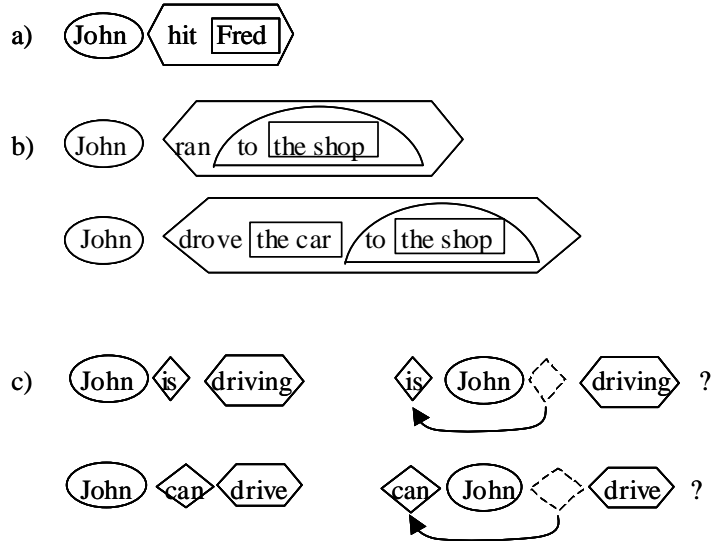 a) John hit Fred
b) John ran to the shop
John drove the car to the shop
c) John is driving is John driving ?
John can drive can John drive ?